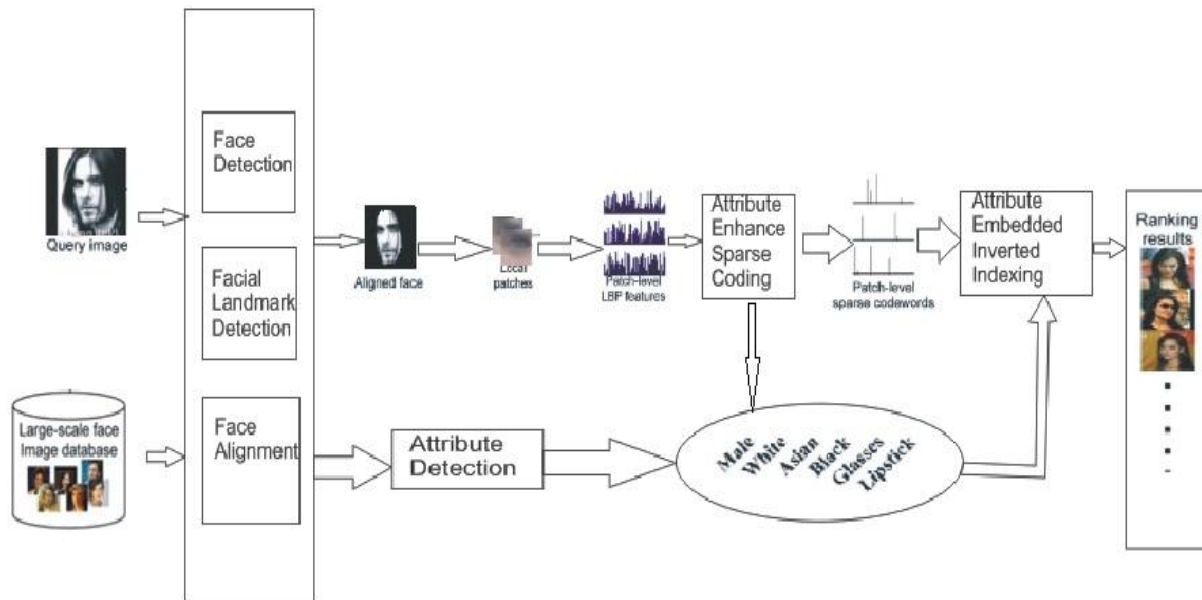 Query image
Large-scale face
Image database
Face
Detection
Facial
Landmark
Detection
Face
Alignment
Aligned face
Local
patches
Patch-level
LBP features
Attribute
Enhance
Sparse
Coding
Patch-level
sparse codewords
Attribute
Embedded
Inverted
Indexing
Ranking
results
Attribute
Detection
Male
White
Asian
Black
Glasses
Lipstick